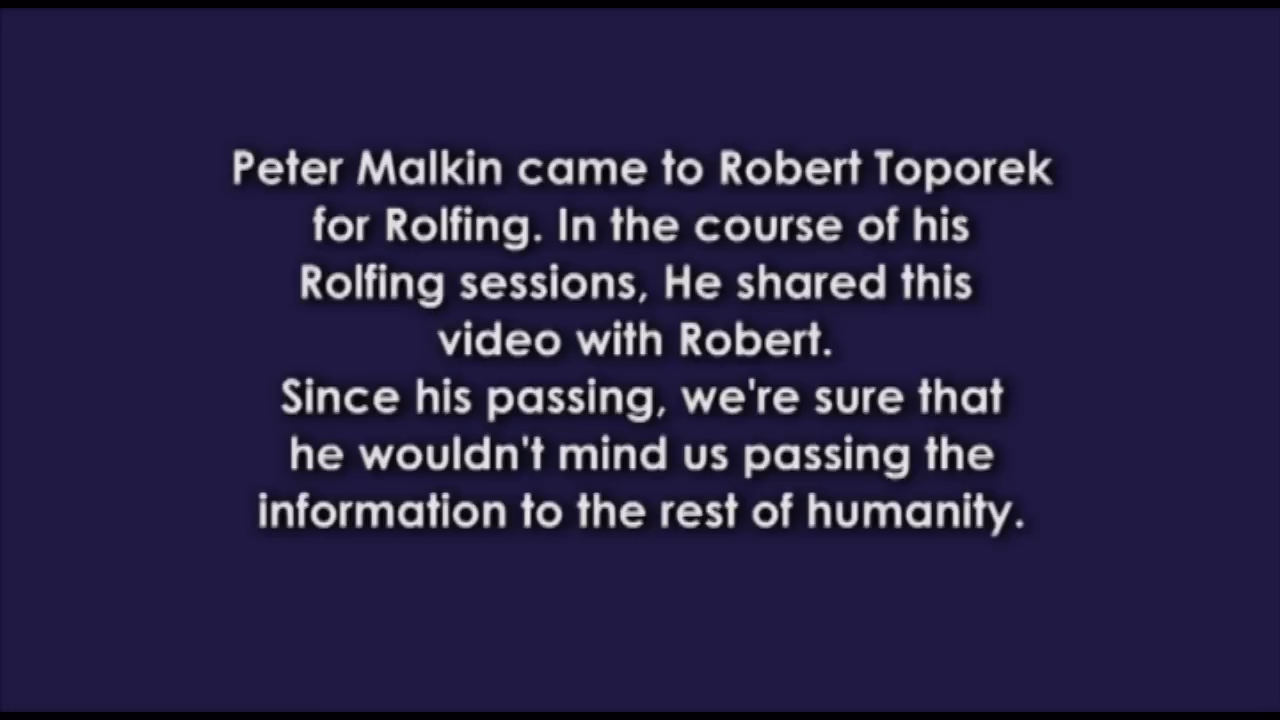 Peter Malkin came to Robert Toporek
for Rolfing. In the course of his
Rolfing sessions, He shared this
video with Robert.
Since his passing, we're sure that
he wouldn't mind us passing the
information to the rest of humanity.